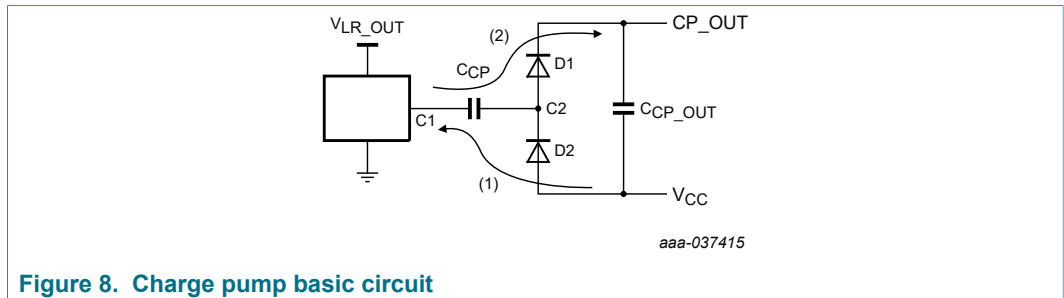 VLR_OUT
CP_OUT
(2)
CCP
D1
C1
C2
CCP_OUT
D2
(1)
VCC
aaa-037415
Figure 8. Charge pump basic circuit